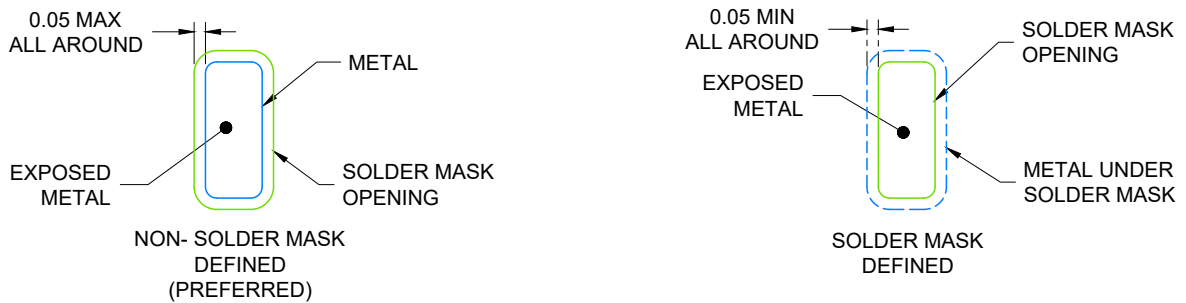 0.05 MAX
ALL AROUND
METAL
EXPOSED
METAL
SOLDER MASK
OPENING
NON- SOLDER MASK
DEFINED
(PREFERRED)
0.05 MIN
ALL AROUND
SOLDER MASK
OPENING
EXPOSED
METAL
METAL UNDER
SOLDER MASK
SOLDER MASK
DEFINED